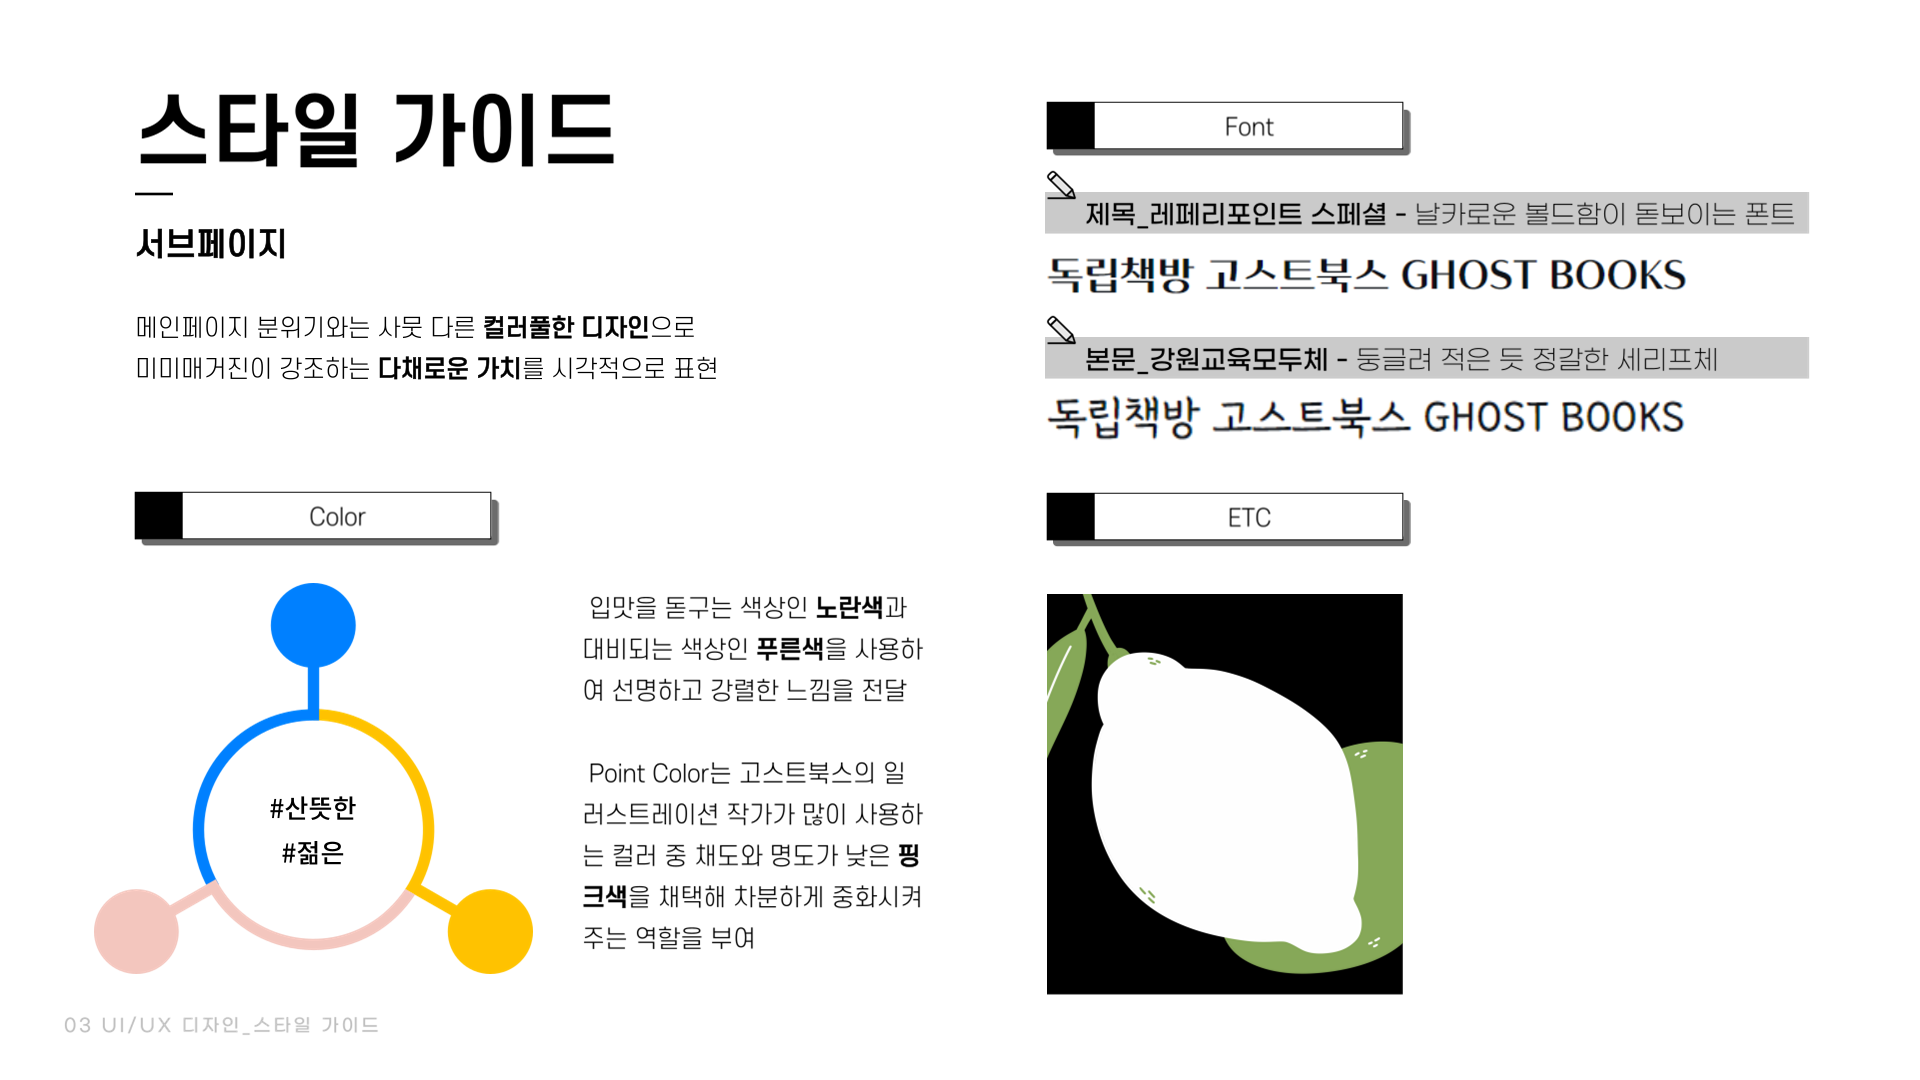 스타일 가이드
서브페이지
메인페이지 분위기와는 사뭇 다른 컬러풀한 디자인으로
미미매거진이 강조하는 다채로운 가치를 시각적으로 표현
Color
#산뜻한
#젊은
입맛을 돋구는 색상인 노란색과
대비되는 색상인 푸른색을 사용하
여 선명하고 강렬한 느낌을 전달
Point Color는 고스트북스의 일
러스트레이션 작가가 많이 사용하
는 컬러 중 채도와 명도가 낮은 핑
크색을 채택해 차분하게 중화시켜
주는 역할을 부여
Font
제목_레페리포인트 스페셜 - 날카로운 볼드함이 돋보이는 폰트
독립책방 고스트북스 GHOST BOOKS
본문_강원교육모두체 - 둥글려 적은 듯 정갈한 세리프체
독립책방 고스트북스 GHOST BOOKS
ETC
03 UI/UX 디자인_스타일 가이드